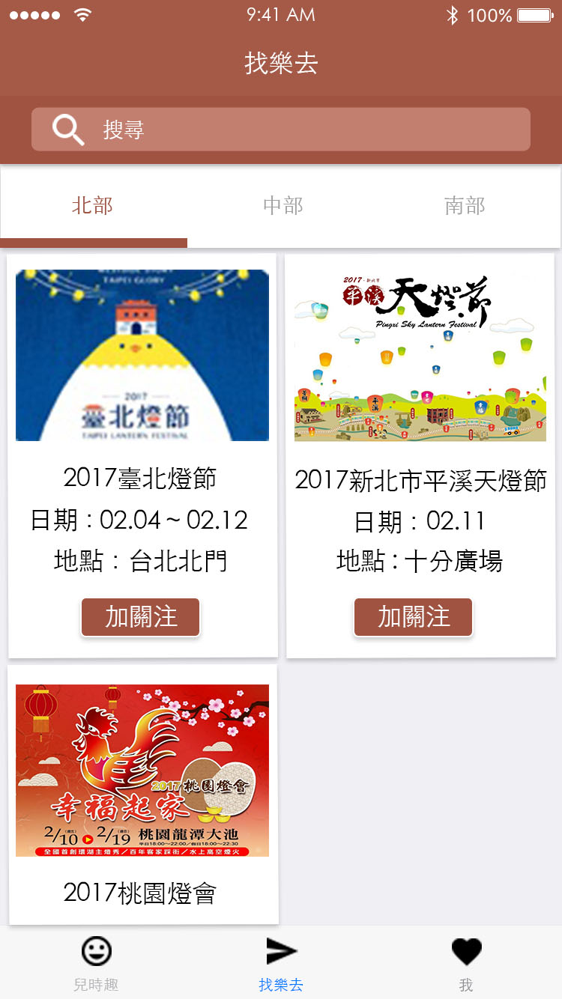 9:41 AM
100%
找樂去
搜尋
北部
中部
南部
TAIPEI GLORY
2017
臺北燈節
TAIPEI LANTERN FESTIVAL
2017臺北燈節
日期：02.04～02.12
地點：台北北門
加關注
2017・新北市
平溪天燈節
Pingxi Sky Lantern Festival
平溪
幸福
2017新北市平溪天燈節
日期：02.11
地點：十分廣場
加關注
2017桃園燈會
幸福起家
2/10(週五) 2/19(週日) 桃園龍潭大池
平日18:00~22:00/假日18:00~22:30
全國首創環湖主燈秀／百年客家踩街／水上高空煙火
2017桃園燈會
兒時趣
找樂去
我